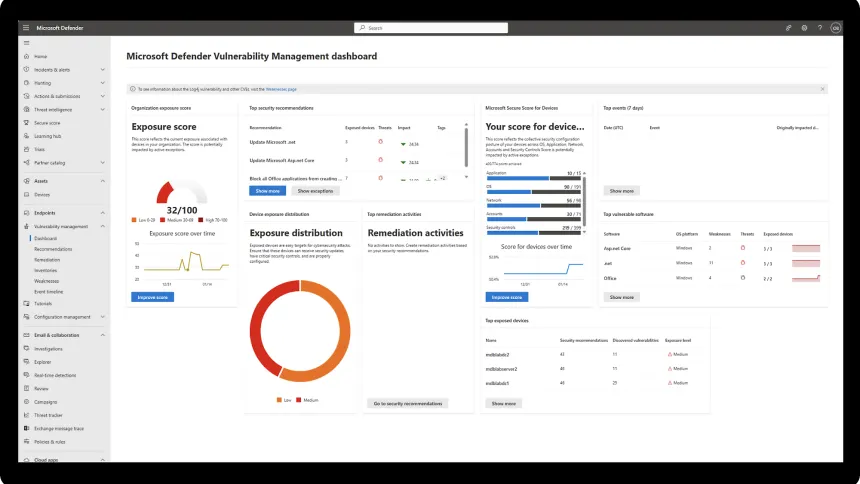 Microsoft Defender
Search
Home
Incidents & alerts
Hunting
Actions & submissions
Threat intelligence
Secure score
Learning hub
Trials
Partner catalog
Assets
Devices
Endpoints
Vulnerability management
Dashboard
Recommendations
Remediation
Inventories
Weaknesses
Event timeline
Tutorials
Configuration management
Email & collaboration
Investigations
Explorer
Real-time detections
Review
Campaigns
Threat tracker
Exchange message trace
Policies & rules
Cloud apps
Microsoft Defender Vulnerability Management dashboard
To see information about the Log4j vulnerability and other CVEs, visit the Weaknesses page
Organization exposure score
Exposure score
This score reflects the current exposure associated with
devices in your organization. The score is potentially
impacted by active exceptions.
32/100
Low 0-29 Medium 30-69 High 70-100
Exposure score over time
50
40
30
20
12/31 01/14
Improve score
Top security recommendations
Recommendation Exposed devices Threats Impact Tags
Update Microsoft .net 3
Update Microsoft Asp.net Core 3
Block all Office applications from creating ... 7 +2
Show more Show exceptions
Device exposure distribution
Exposure distribution
Exposed devices are easy targets for cybersecurity attacks.
Ensure that these devices can receive security updates,
have critical security controls, and are properly
configured.
Low Medium
Top remediation activities
Remediation activities
No activities to show. Create remediation activities based
on your security recommendations.
Go to security recommendations
Microsoft Secure Score for Devices
Your score for device...
This score reflects the collective security configuration
posture of your devices across OS, Application, Network,
Accounts and Security Controls Score is potentially
impacted by active exceptions
Application 10 / 15
OS 90 / 191
Network 56 / 98
Accounts 30 / 71
Security controls 218 / 359
Score for devices over time
12/31 01/14
Improve score
Top events (7 days)
Date (UTC) Event Originally impacted d...
Show more
Top vulnerable software
Software OS platform Weaknesses Threats Exposed devices
Asp.net Core Windows 2 3 / 3
.net Windows 11 3 / 3
Office Windows 4 2 / 2
Show more
Top exposed devices
Name Security recommendations Discovered vulnerabilities Exposure level
mdblabdc2 43 11 Medium
mdblabserver2 48 11 Medium
mdblabdc1 48 25 Medium
Show more